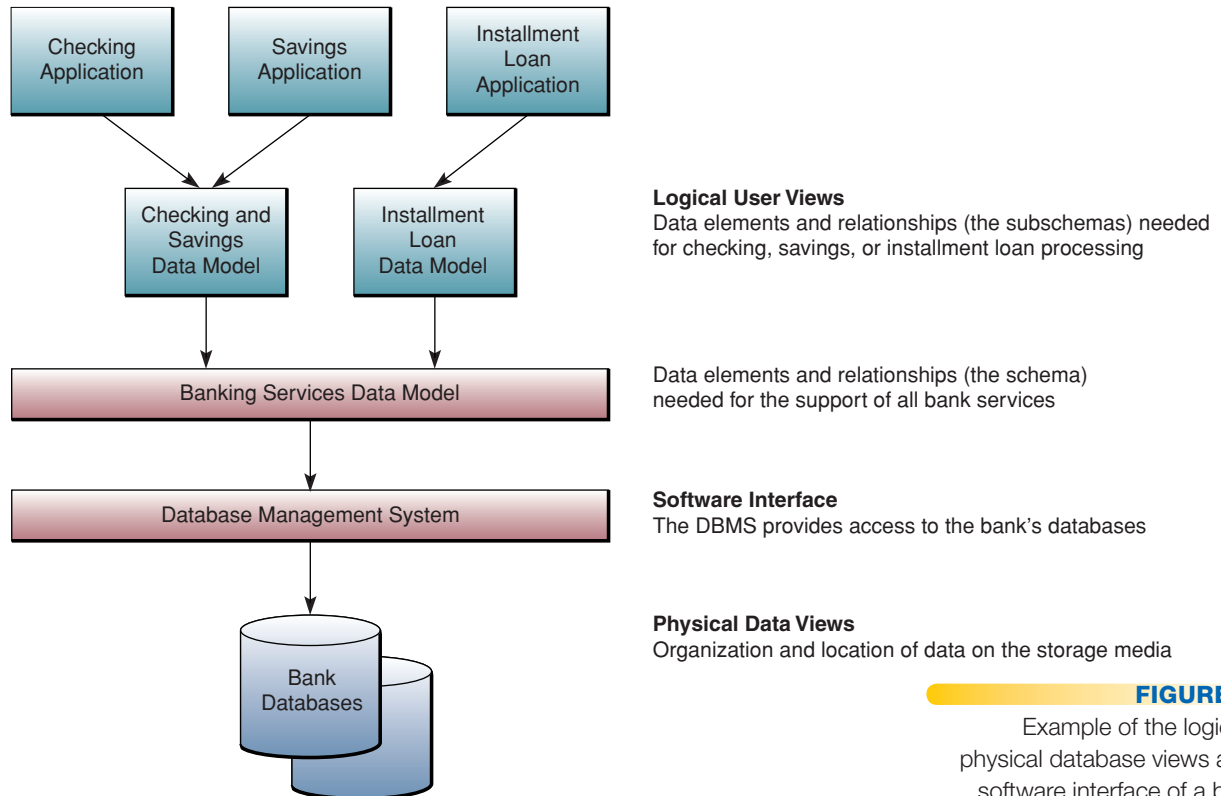 Checking
Application
Savings
Application
Installment
Loan
Application
Checking and
Savings
Data Model
Installment
Loan
Data Model
Logical User Views
Data elements and relationships (the subschemas) needed
for checking, savings, or installment loan processing
Banking Services Data Model
Data elements and relationships (the schema)
needed for the support of all bank services
Database Management System
Software Interface
The DBMS provides access to the bank's databases
Bank
Databases
Physical Data Views
Organization and location of data on the storage media
FIGURE
Example of the logic
physical database views a
software interface of a b